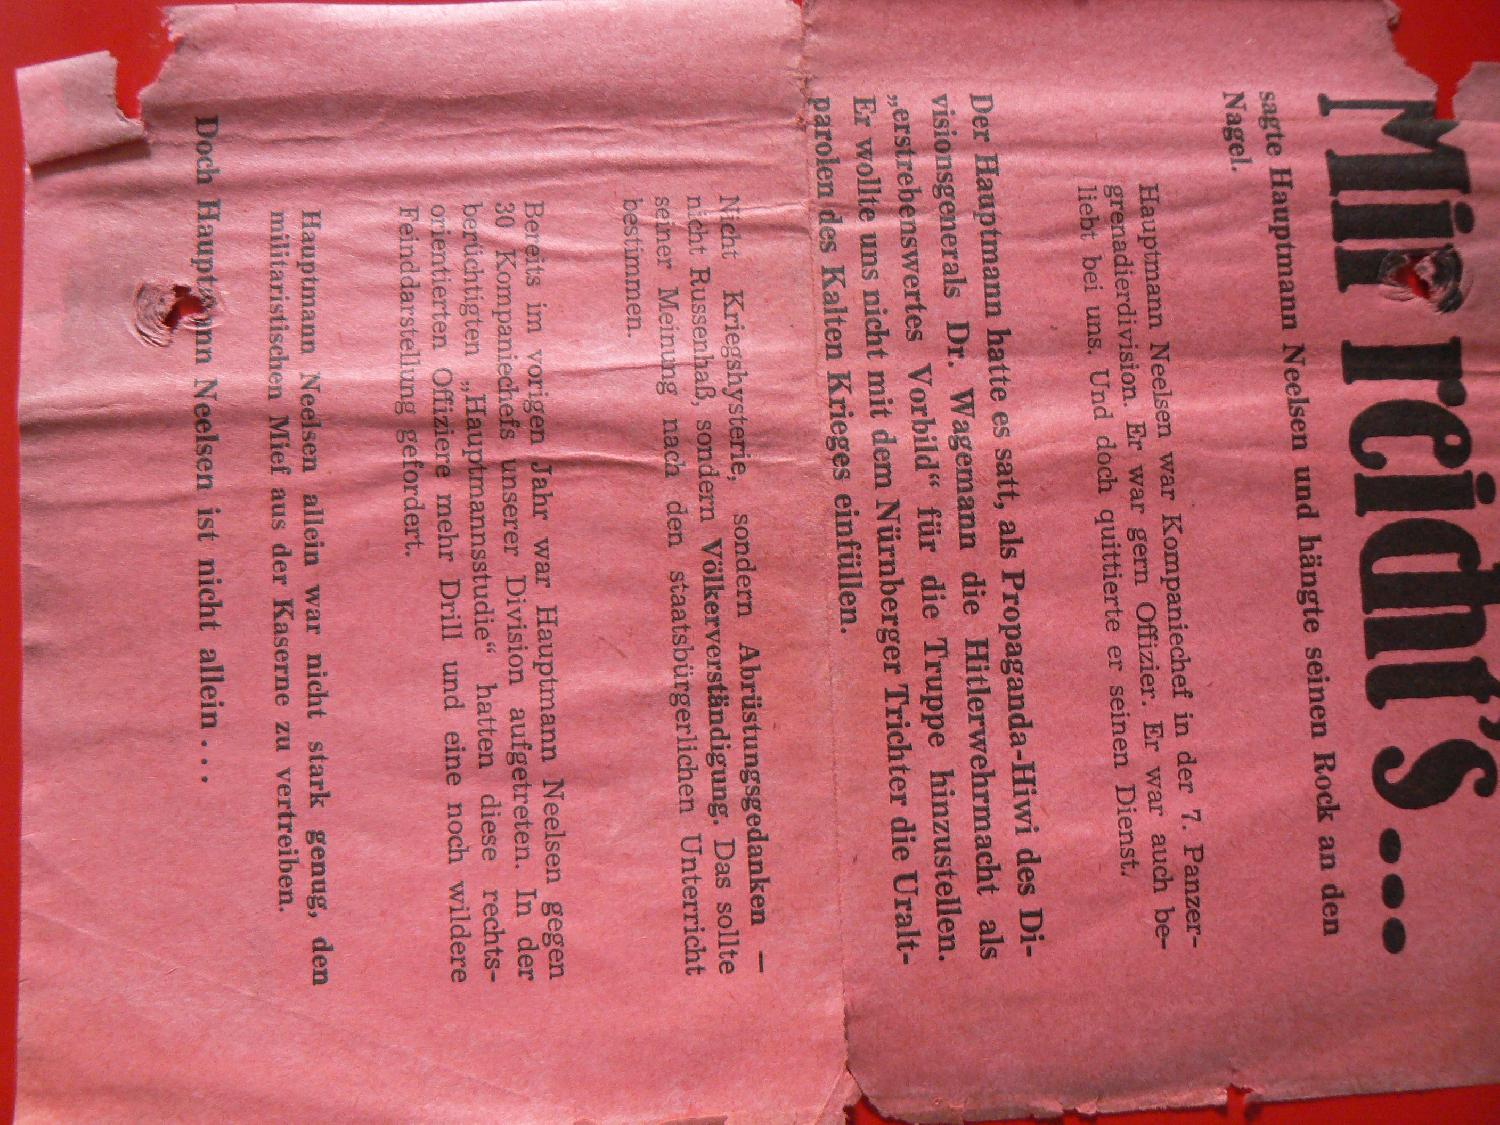 Mir reicht's...
sagte Hauptmann Neelsen und hängte seinen Rock an den
Nagel.
Hauptmann Neelsen war Kompaniechef in der 7. Panzer-
grenadierdivision. Er war gern Offizier. Er war auch be-
liebt bei uns. Und doch quittierte er seinen Dienst.
Der Hauptmann hatte es satt, als Propaganda-Hiwi des Di-
visionsgenerals Dr. Wagemann die Hitlerwehrmacht als
„erstrebenswertes Vorbild“ für die Truppe hinzustellen.
Er wollte uns nicht mit dem Nürnberger Trichter die Uralt-
parolen des Kalten Krieges einfüllen.
Nicht Kriegshysterie, sondern Abrüstungsgedanken —
nicht Russenhaß, sondern Völkerverständigung. Das sollte
seiner Meinung nach den staatsbürgerlichen Unterricht
bestimmen.
Bereits im vorigen Jahr war Hauptmann Neelsen gegen
30 Kompaniechefs unserer Division aufgetreten. In der
berüchtigten „Hauptmannsstudie“ hatten diese rechts-
orientierten Offiziere mehr Drill und eine noch wildere
Feinddarstellung gefordert.
Hauptmann Neelsen allein war nicht stark genug, den
militaristischen Mief aus der Kaserne zu vertreiben.
Doch Hauptmann Neelsen ist nicht allein...